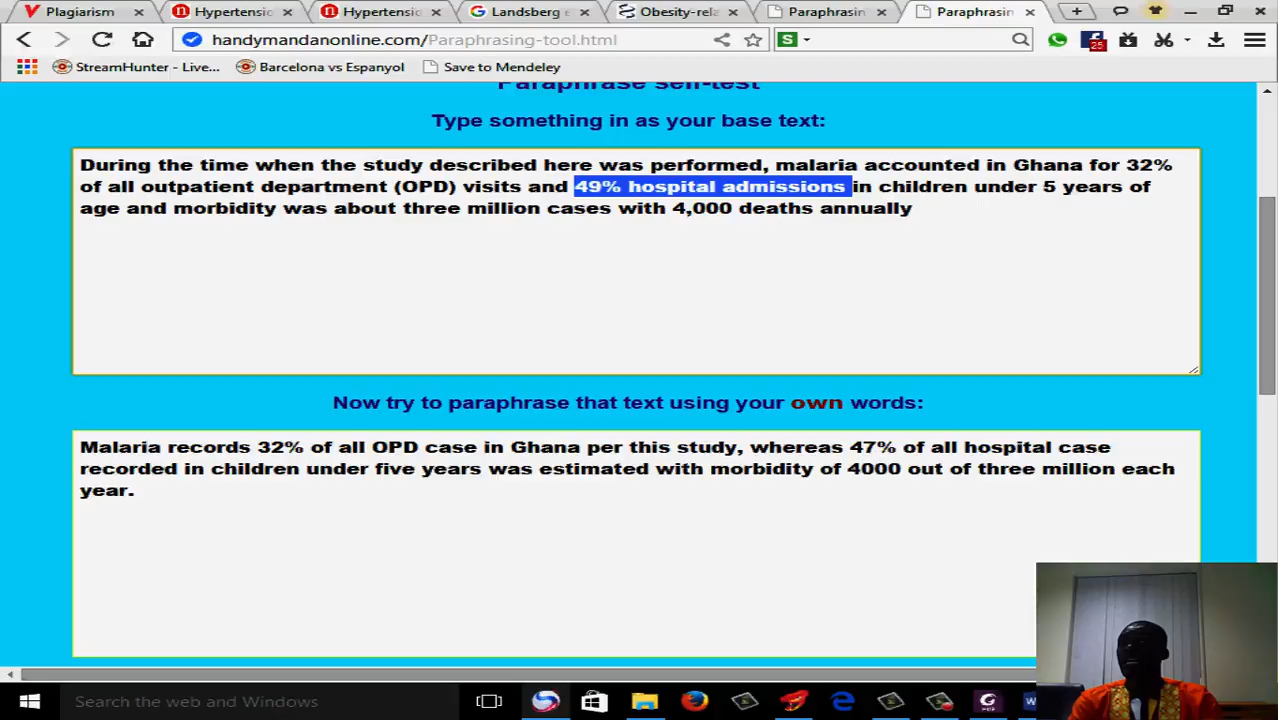 Plagiarism
Hypertensio
Hypertensio
Landsberg e
Obesity-rela
Paraphrasin
Paraphrasin
handymandanonline.com/Paraphrasing-tool.html
S
25
StreamHunter - Live...
Barcelona vs Espanyol
Save to Mendeley
Paraphrase self-test
Type something in as your base text:
During the time when the study described here was performed, malaria accounted in Ghana for 32%
of all outpatient department (OPD) visits and 49% hospital admissions in children under 5 years of
age and morbidity was about three million cases with 4,000 deaths annually
Now try to paraphrase that text using your own words:
Malaria records 32% of all OPD case in Ghana per this study, whereas 47% of all hospital case
recorded in children under five years was estimated with morbidity of 4000 out of three million each
year.
Search the web and Windows